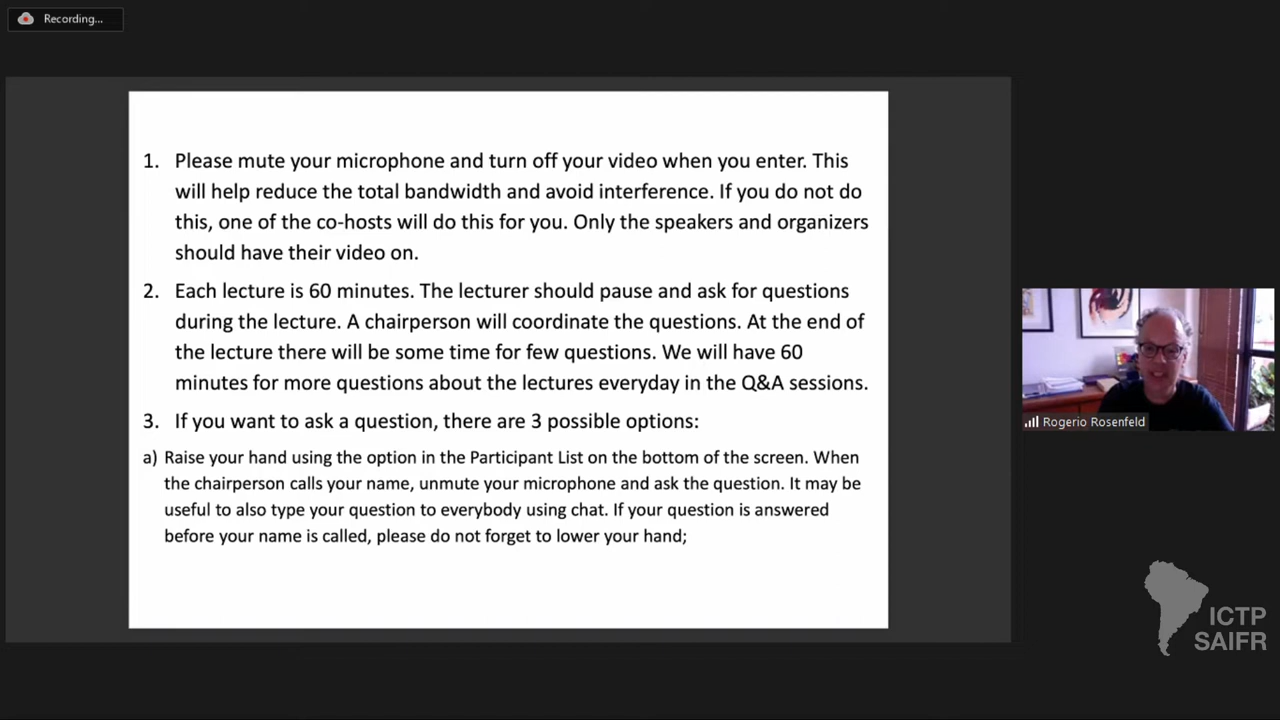 Recording...
1. Please mute your microphone and turn off your video when you enter. This
will help reduce the total bandwidth and avoid interference. If you do not do
this, one of the co-hosts will do this for you. Only the speakers and organizers
should have their video on.
2. Each lecture is 60 minutes. The lecturer should pause and ask for questions
during the lecture. A chairperson will coordinate the questions. At the end of
the lecture there will be some time for few questions. We will have 60
minutes for more questions about the lectures everyday in the Q&A sessions.
3. If you want to ask a question, there are 3 possible options:
a) Raise your hand using the option in the Participant List on the bottom of the screen. When
the chairperson calls your name, unmute your microphone and ask the question. It may be
useful to also type your question to everybody using chat. If your question is answered
before your name is called, please do not forget to lower your hand;
Rogerio Rosenfeld
ICTP
SAIFR